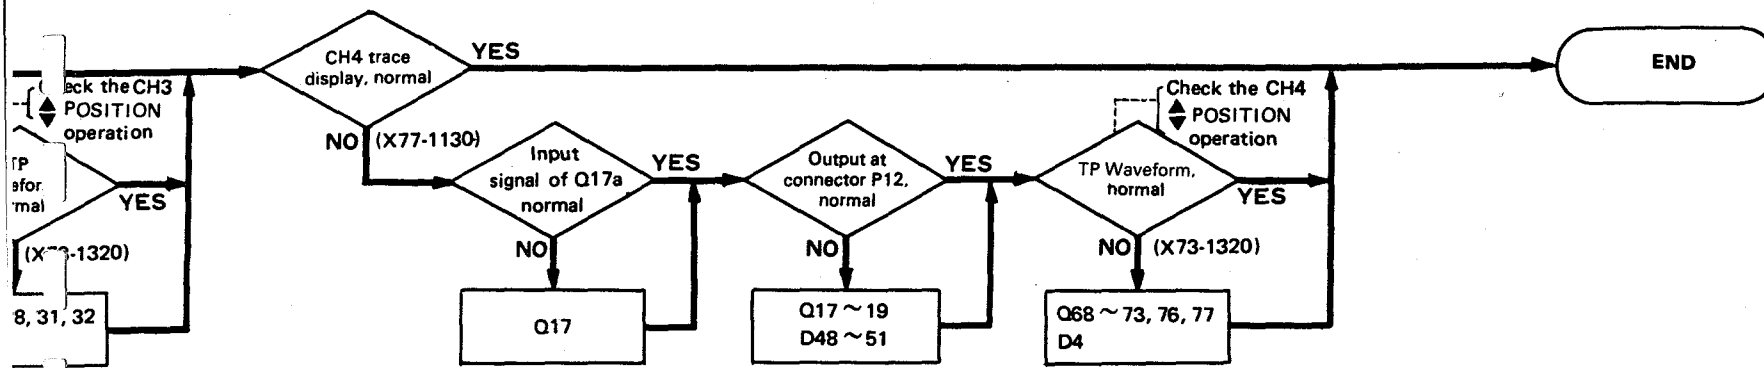 CH4 trace
display, normal
YES
END
eck the CH3
POSITION
operation
TP
YES
(X73-1320)
8, 31, 32
NO
(X77-1130)
Input
signal of Q17a
normal
YES
NO
Q17
Output at
connector P12,
normal
YES
NO
Q17 ~ 19
D48 ~ 51
Check the CH4
POSITION
operation
TP Waveform,
normal
YES
NO
(X73-1320)
Q68 ~ 73, 76, 77
D4